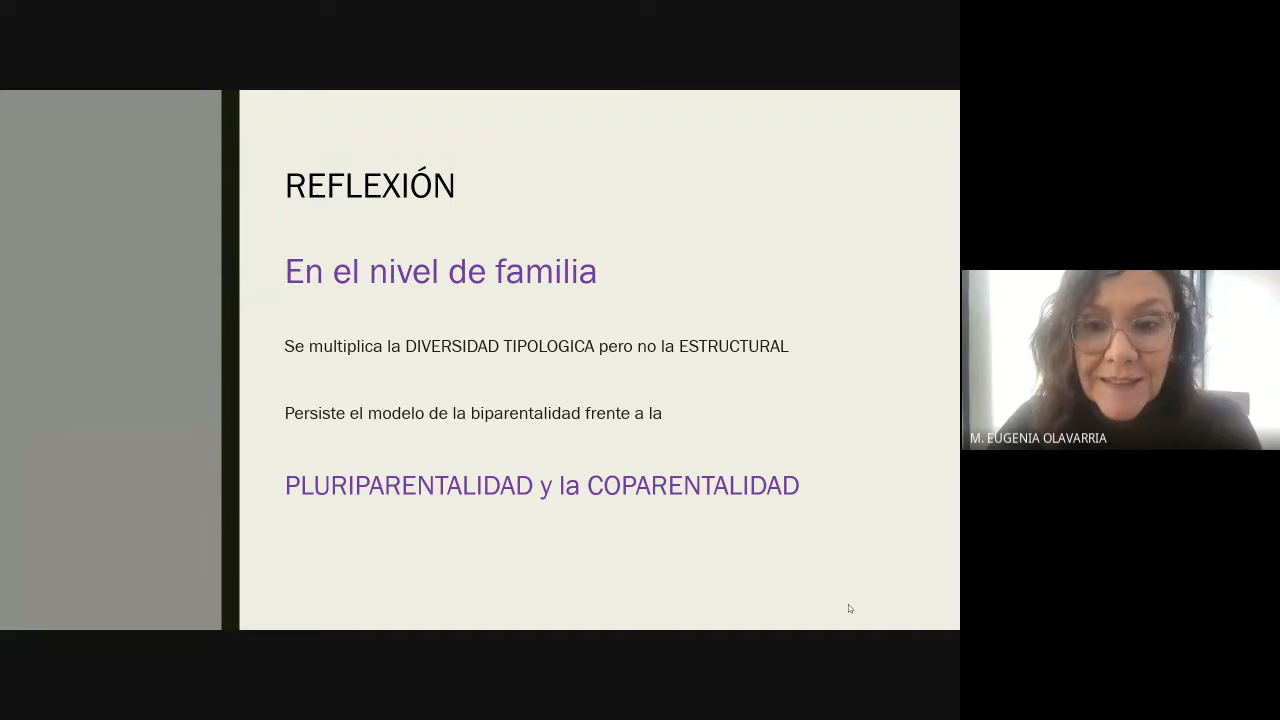 REFLEXIÓN
En el nivel de familia
Se multiplica la DIVERSIDAD TIPOLOGICA pero no la ESTRUCTURAL
Persiste el modelo de la biparentalidad frente a la
PLURIPARENTALIDAD y la COPARENTALIDAD
M. EUGENIA OLAVARRIA